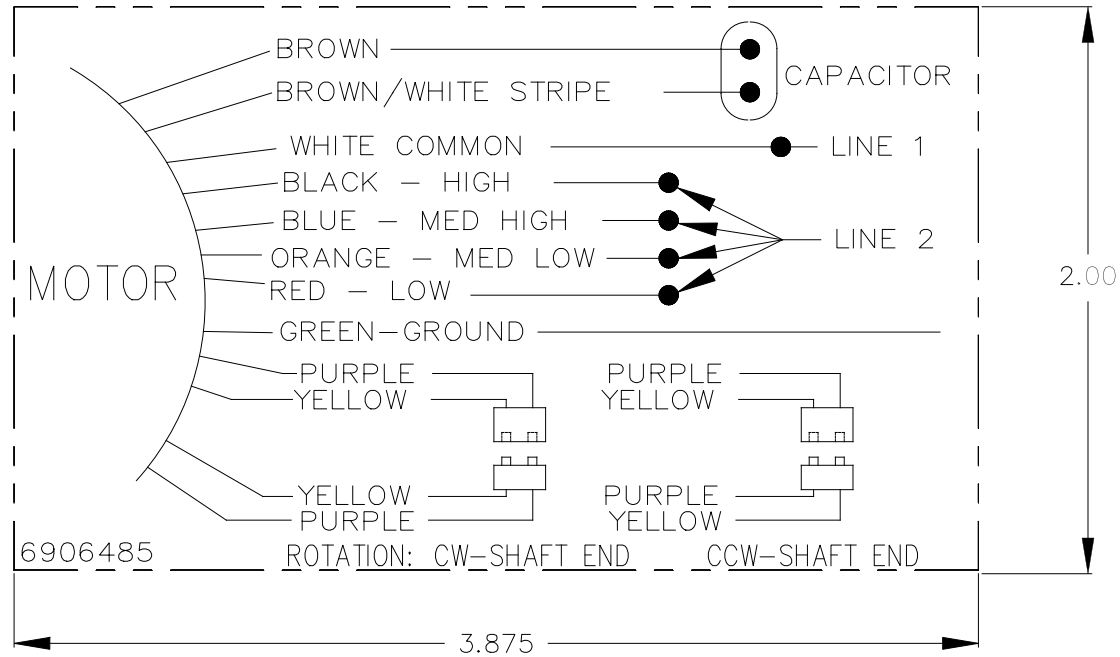 BROWN
BROWN/WHITE STRIPE
CAPACITOR
WHITE COMMON
LINE 1
BLACK – HIGH
BLUE – MED HIGH
LINE 2
ORANGE – MED LOW
MOTOR
RED – LOW
2.00
GREEN–GROUND
PURPLE
YELLOW
PURPLE
YELLOW
YELLOW
PURPLE
PURPLE
YELLOW
6906485
ROTATION: CW–SHAFT END
CCW–SHAFT END
3.875